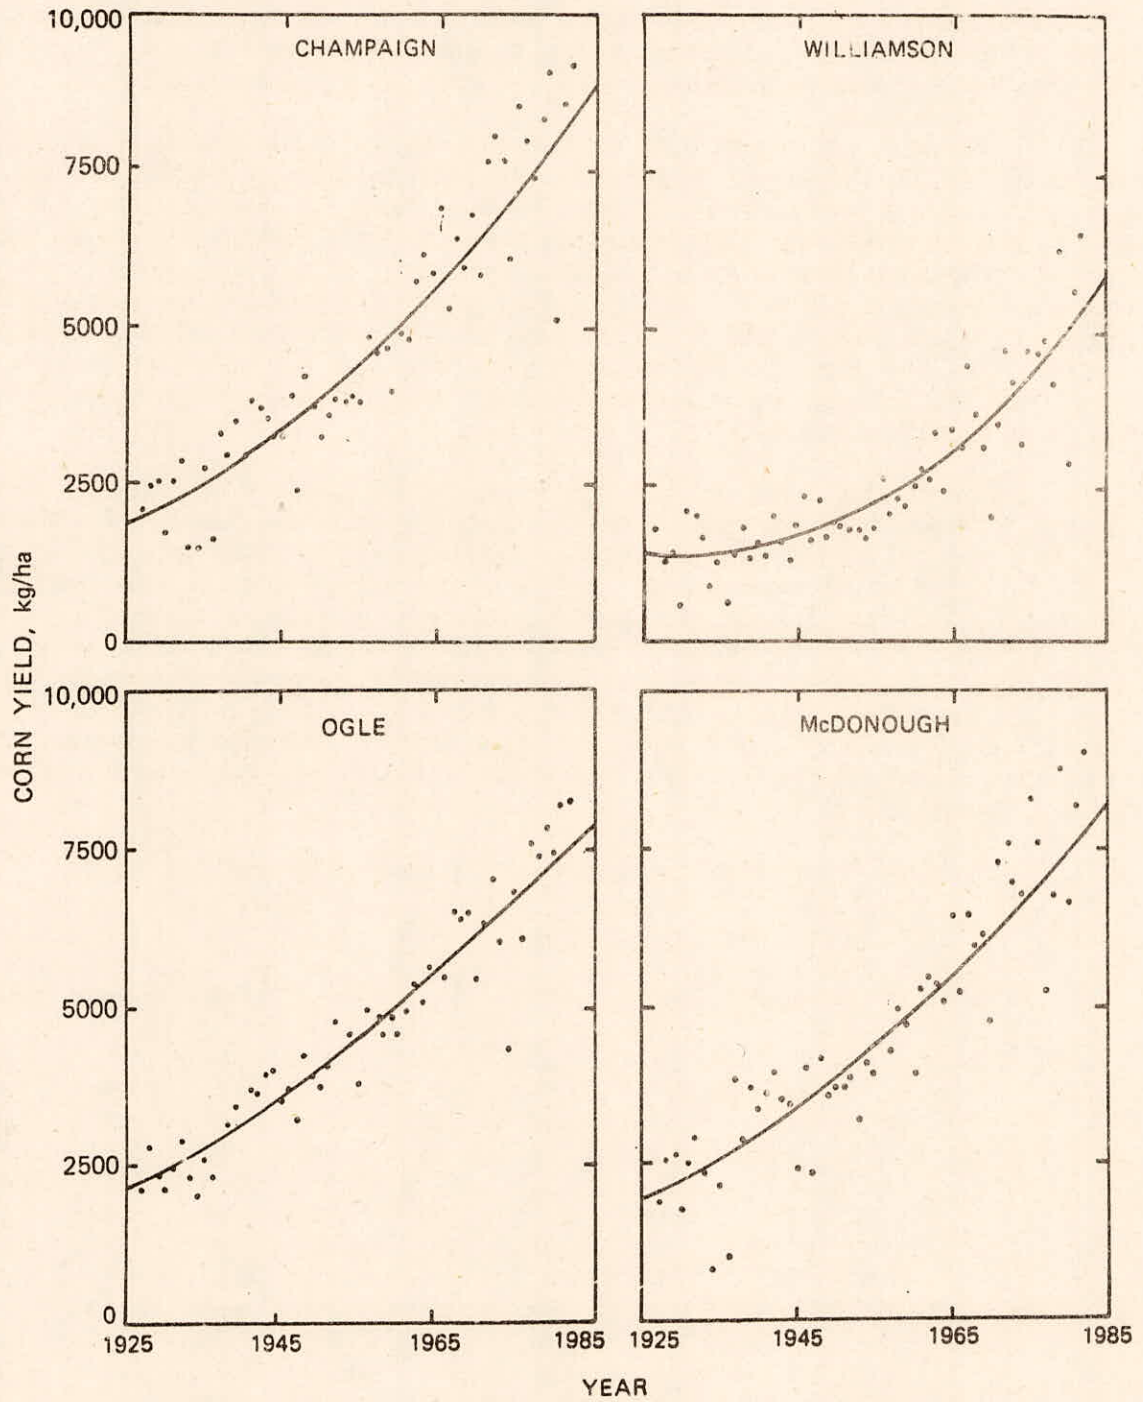 10,000
CHAMPAIGN
WILLIAMSON
7500
5000
2500
0
CORN YIELD, kg/ha
10,000
OGLE
McDONOUGH
7500
5000
2500
0
1925 1945 1965 1985 1925 1945 1965 1985
YEAR